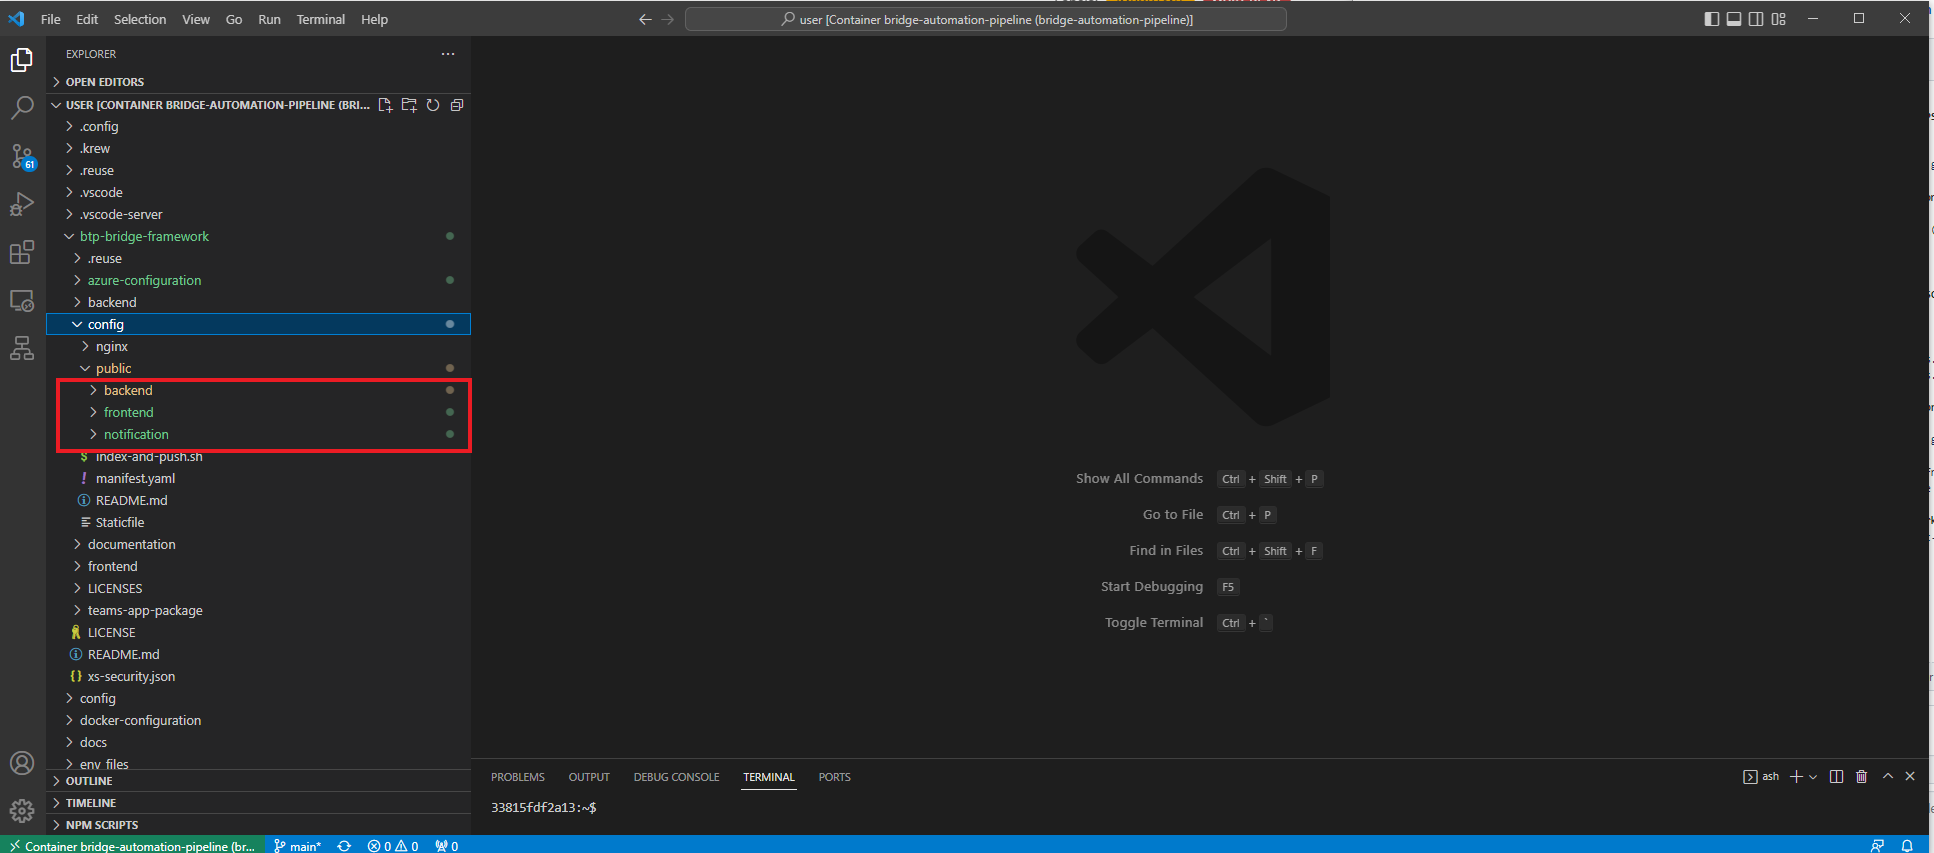 File Edit Selection View Go Run Terminal Help
user [Container bridge-automation-pipeline (bridge-automation-pipeline)]
EXPLORER
OPEN EDITORS
USER [CONTAINER BRIDGE-AUTOMATION-PIPELINE (BRI...
.config
.krew
.reuse
.vscode
.vscode-server
btp-bridge-framework
.reuse
azure-configuration
backend
config
nginx
public
backend
frontend
notification
index-and-push.sh
manifest.yaml
README.md
Staticfile
documentation
frontend
LICENSES
teams-app-package
LICENSE
README.md
xs-security.json
config
docker-configuration
docs
env_files
OUTLINE
TIMELINE
NPM SCRIPTS
61
Show All Commands Ctrl + Shift + P
Go to File Ctrl + P
Find in Files Ctrl + Shift + F
Start Debugging F5
Toggle Terminal Ctrl + `
PROBLEMS OUTPUT DEBUG CONSOLE TERMINAL PORTS
ash
33815fdf2a13:~$
Container bridge-automation-pipeline (br... main* 0 0 0